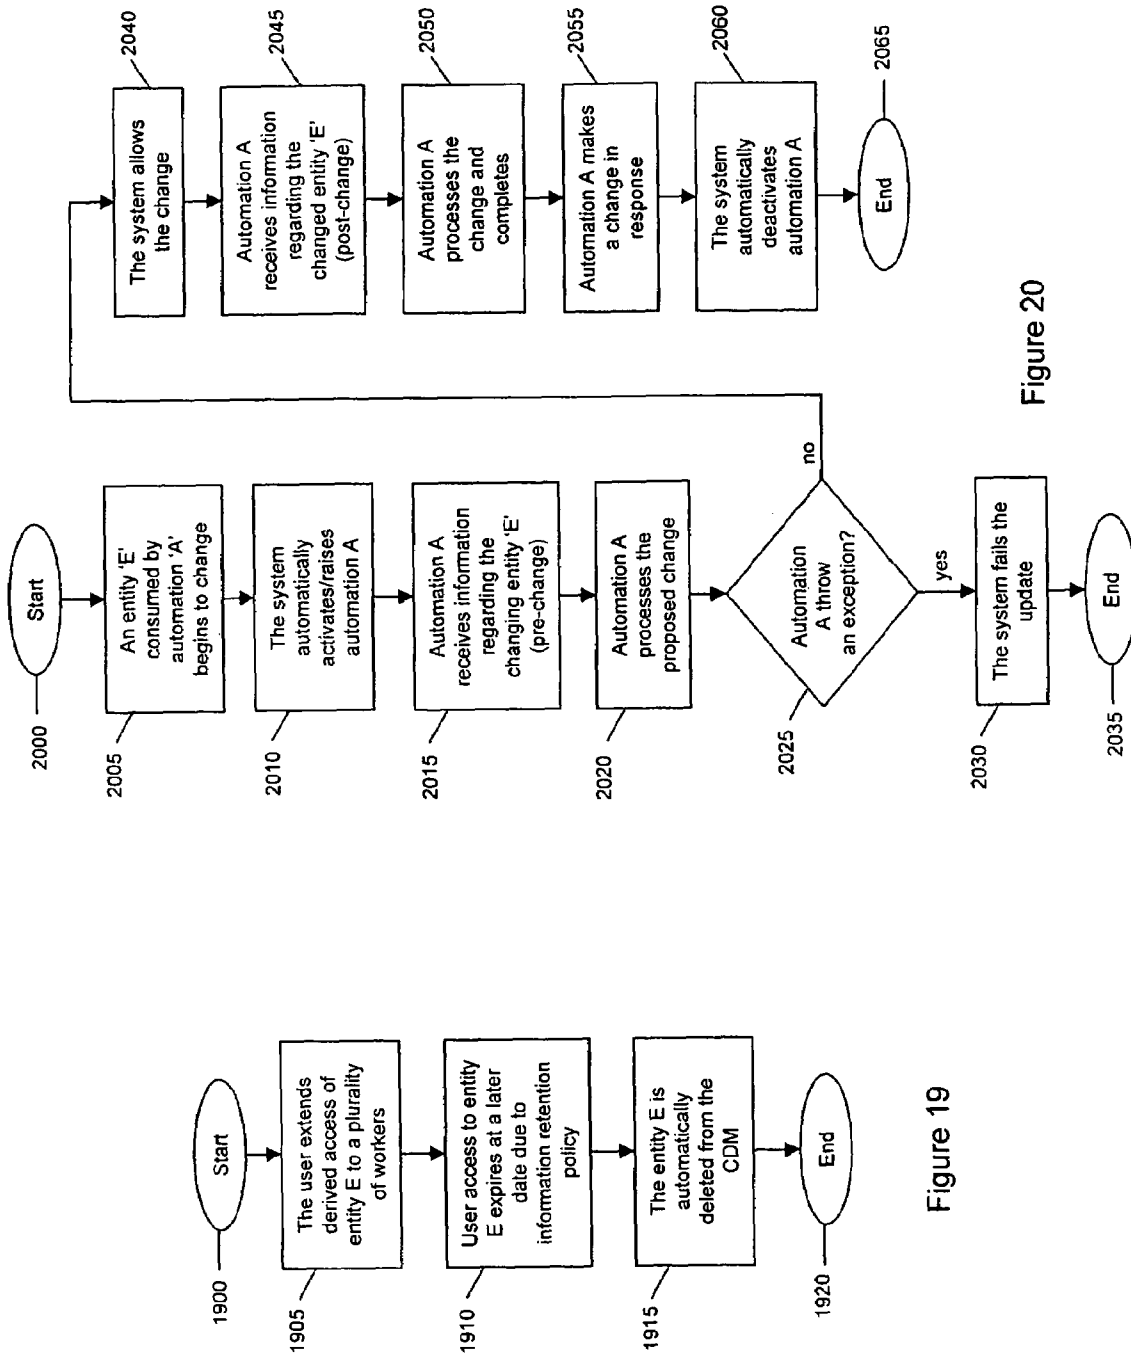 Start
1900
The user extends
derived access of
entity E to a plurality
of workers
1905
User access to entity
E expires at a later
date due to
information retention
policy
1910
The entity E is
automatically
deleted from the
CDM
1915
End
1920
Figure 19
Start
2000
An entity 'E'
consumed by
automation 'A'
begins to change
2005
The system
automatically
activates/raises
automation A
2010
Automation A
receives information
regarding the
changing entity 'E'
(pre-change)
2015
Automation A
processes the
proposed change
2020
Automation
A throw
an exception?
2025
no
yes
The system fails the
update
2030
End
2035
The system allows
the change
2040
Automation A
receives information
regarding the
changed entity 'E'
(post-change)
2045
Automation A
processes the
change and
completes
2050
Automation A makes
a change in
response
2055
The system
automatically
deactivates
automation A
2060
End
2065
Figure 20